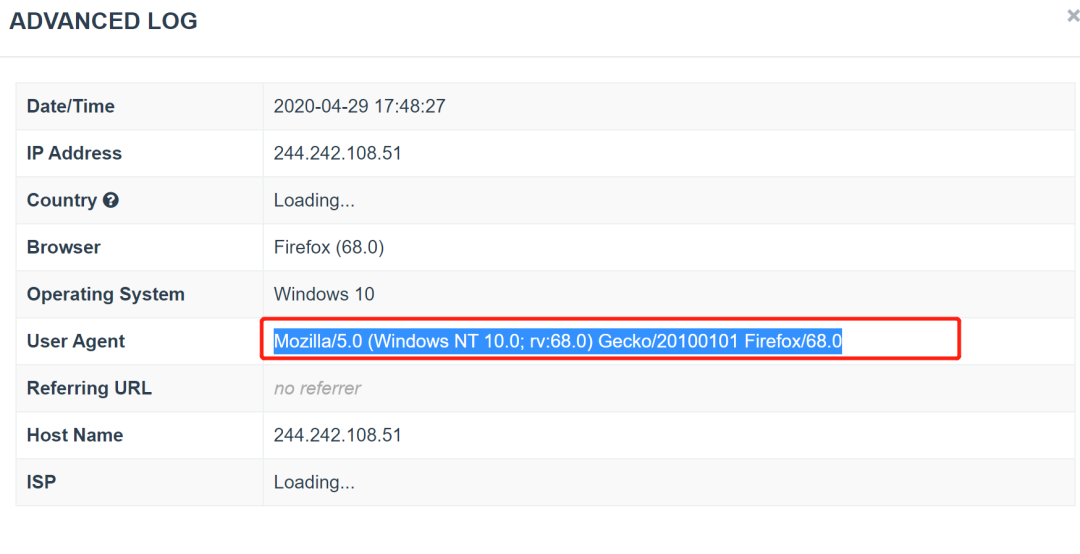 ADVANCED LOG
Date/Time 2020-04-29 17:48:27
IP Address 244.242.108.51
Country Loading...
Browser Firefox (68.0)
Operating System Windows 10
User Agent Mozilla/5.0 (Windows NT 10.0; rv:68.0) Gecko/20100101 Firefox/68.0
Referring URL no referrer
Host Name 244.242.108.51
ISP Loading...